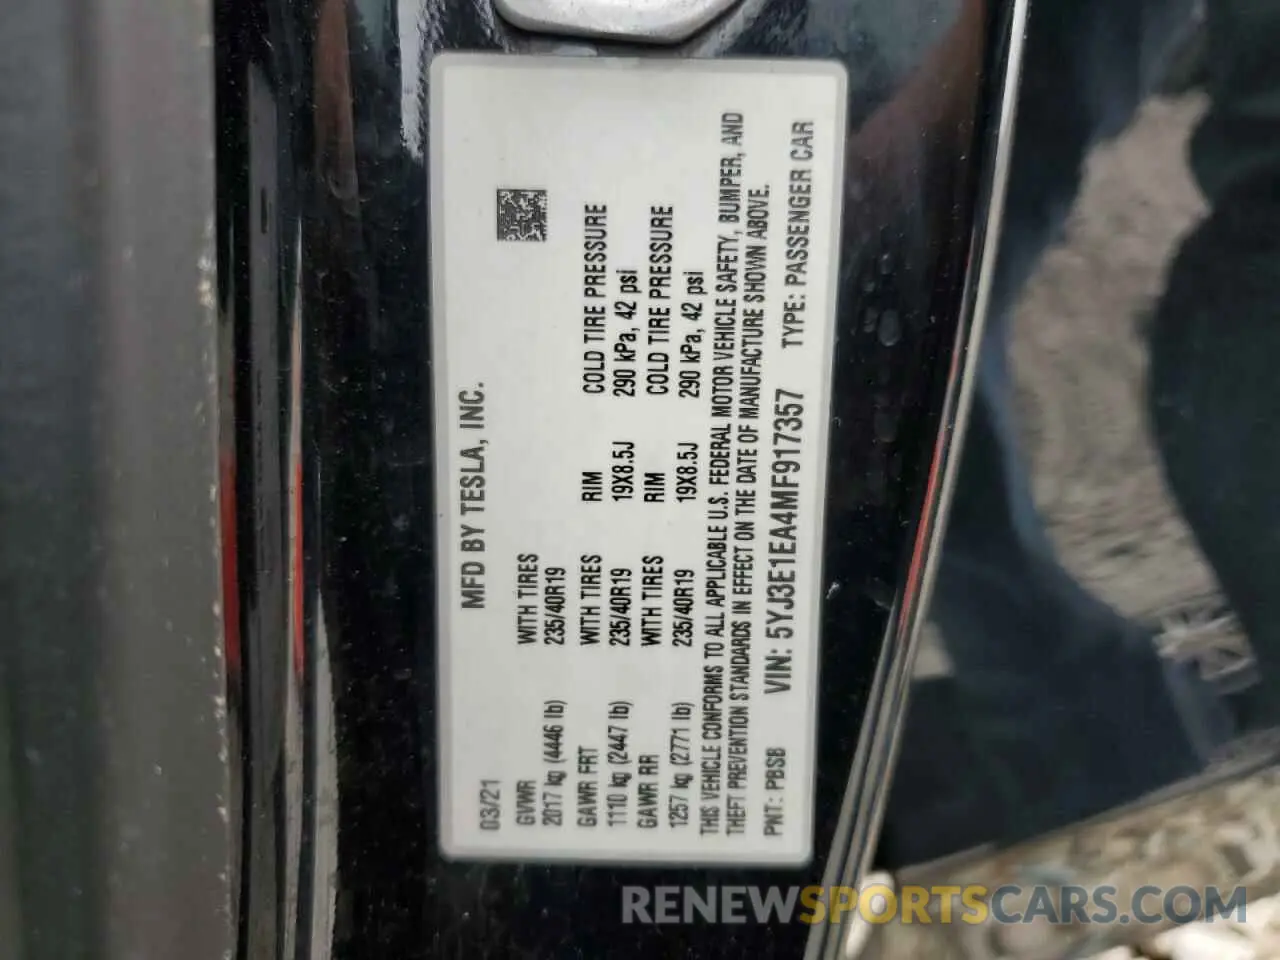 MFD BY TESLA, INC.
03/21
GVWR WITH TIRES
2017 kg (4446 lb) 235/40R19
GAWR FRT WITH TIRES RIM COLD TIRE PRESSURE
1110 kg (2447 lb) 235/40R19 19X8.5J 290 kPa, 42 psi
GAWR RR WITH TIRES RIM COLD TIRE PRESSURE
1257 kg (2771 lb) 235/40R19 19X8.5J 290 kPa, 42 psi
THIS VEHICLE CONFORMS TO ALL APPLICABLE U.S. FEDERAL MOTOR VEHICLE SAFETY, BUMPER, AND
THEFT PREVENTION STANDARDS IN EFFECT ON THE DATE OF MANUFACTURE SHOWN ABOVE.
PNT: PBSB VIN: 5YJ3E1EA4MF917357 TYPE: PASSENGER CAR
RENEWSPORTSCARS.COM